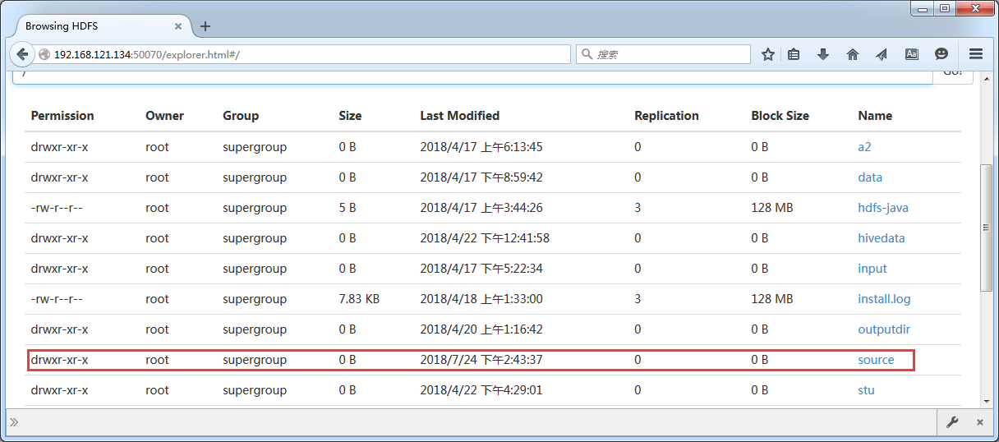 Browsing HDFS
192.168.121.134:50070/explorer.html#/
搜索
/
Go!
Permission Owner Group Size Last Modified Replication Block Size Name
drwxr-xr-x root supergroup 0 B 2018/4/17 上午6:13:45 0 0 B a2
drwxr-xr-x root supergroup 0 B 2018/4/17 下午8:59:42 0 0 B data
-rw-r--r-- root supergroup 5 B 2018/4/17 上午3:44:26 3 128 MB hdfs-java
drwxr-xr-x root supergroup 0 B 2018/4/22 下午12:41:58 0 0 B hivedata
drwxr-xr-x root supergroup 0 B 2018/4/17 下午5:22:34 0 0 B input
-rw-r--r-- root supergroup 7.83 KB 2018/4/18 上午1:33:00 3 128 MB install.log
drwxr-xr-x root supergroup 0 B 2018/4/20 上午1:16:42 0 0 B outputdir
drwxr-xr-x root supergroup 0 B 2018/7/24 下午2:43:37 0 0 B source
drwxr-xr-x root supergroup 0 B 2018/4/22 下午4:29:01 0 0 B stu